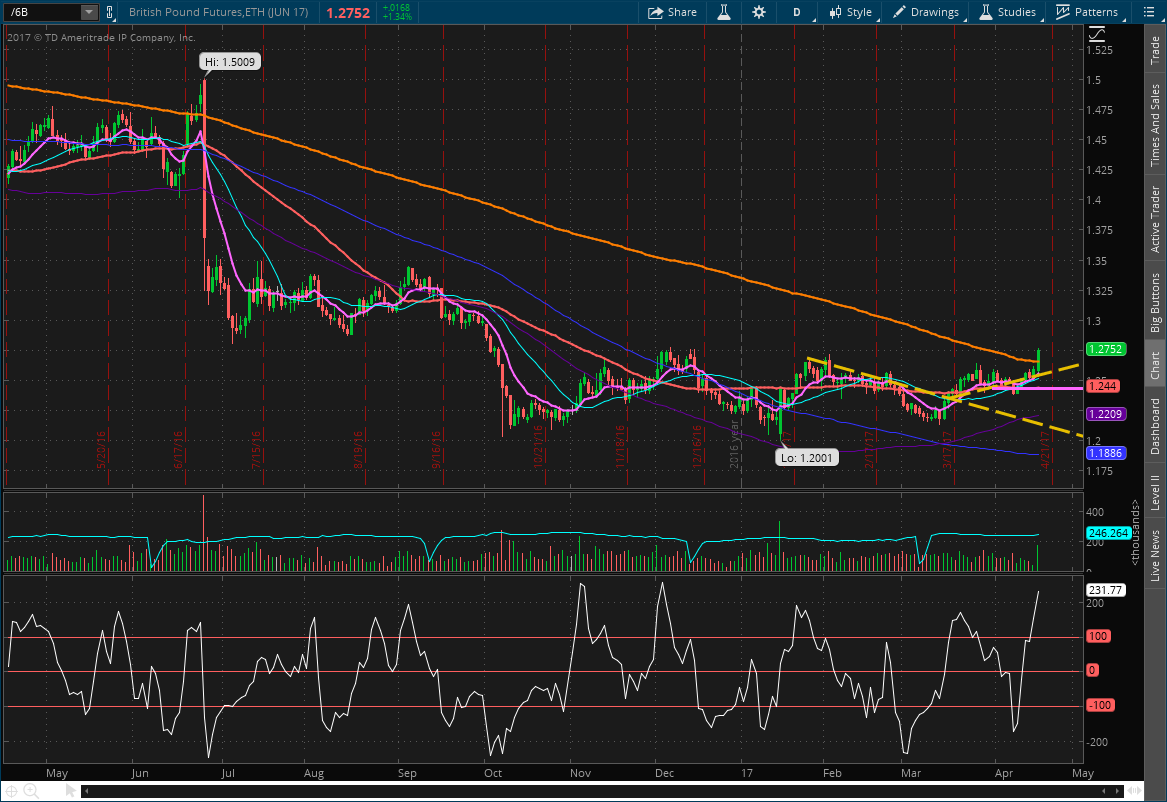 /6B
British Pound Futures,ETH (JUN 17)
1.2752
+.0168
+1.34%
Share
D
Style
Drawings
Studies
Patterns
2017 © TD Ameritrade IP Company, Inc.
Hi: 1.5009
Lo: 1.2001
1.525
1.5
1.475
1.45
1.425
1.4
1.375
1.35
1.325
1.3
1.2752
1.244
1.2209
1.2
1.1886
1.175
5/20/16
6/17/16
7/15/16
8/19/16
9/16/16
10/21/16
11/18/16
12/16/16
2016 year
2/17/17
3/17/17
4/21/17
400
246.264
200
0
<thousands>
231.77
200
100
0
-100
-200
May
Jun
Jul
Aug
Sep
Oct
Nov
Dec
17
Feb
Mar
Apr
May
Trade
Times And Sales
Active Trader
Big Buttons
Chart
Dashboard
Level II
Live News